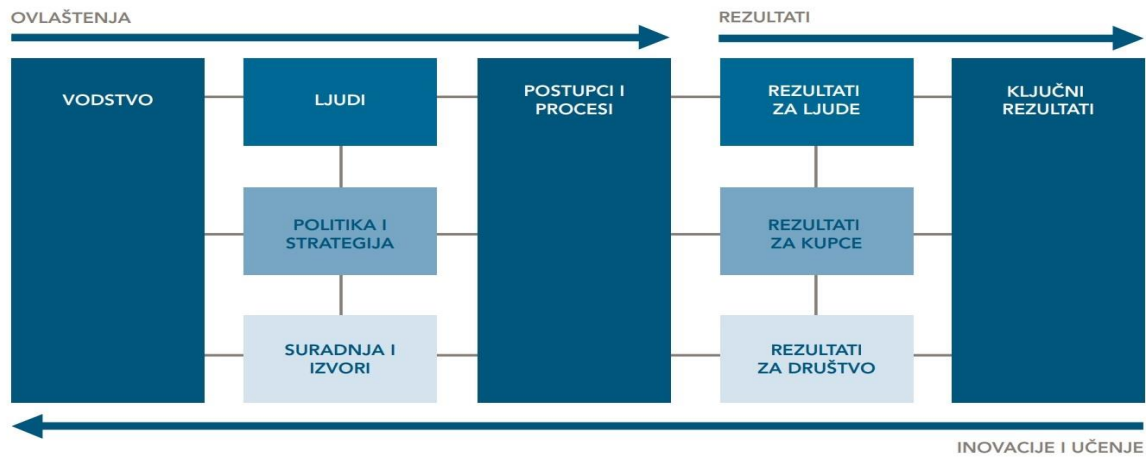 OVLAŠTENJA
REZULTATI
VODSTVO
LJUDI
POLITIKA I
STRATEGIJA
SURADNJA I
IZVORI
POSTUPCI I
PROCESI
REZULTATI
ZA LJUDE
REZULTATI
ZA KUPCE
REZULTATI
ZA DRUŠTVO
KLJUČNI
REZULTATI
INOVACIJE I UČENJE